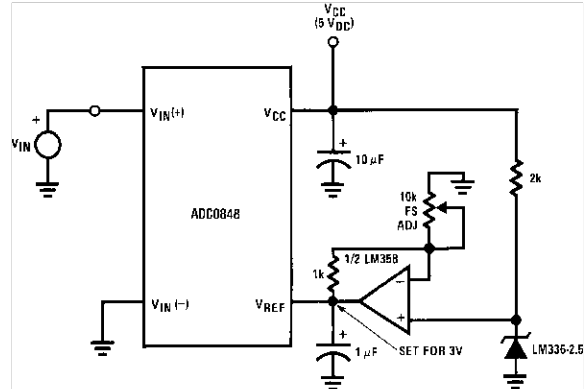 VCC
(5 VDC)
+
VIN
VIN(+)
VCC
+
10 µF
2k
10k
FS
ADJ
ADC0848
1/2 LM358
1k
−
+
VIN(−)
VREF
+
1 µF
SET FOR 3V
LM336-2.5